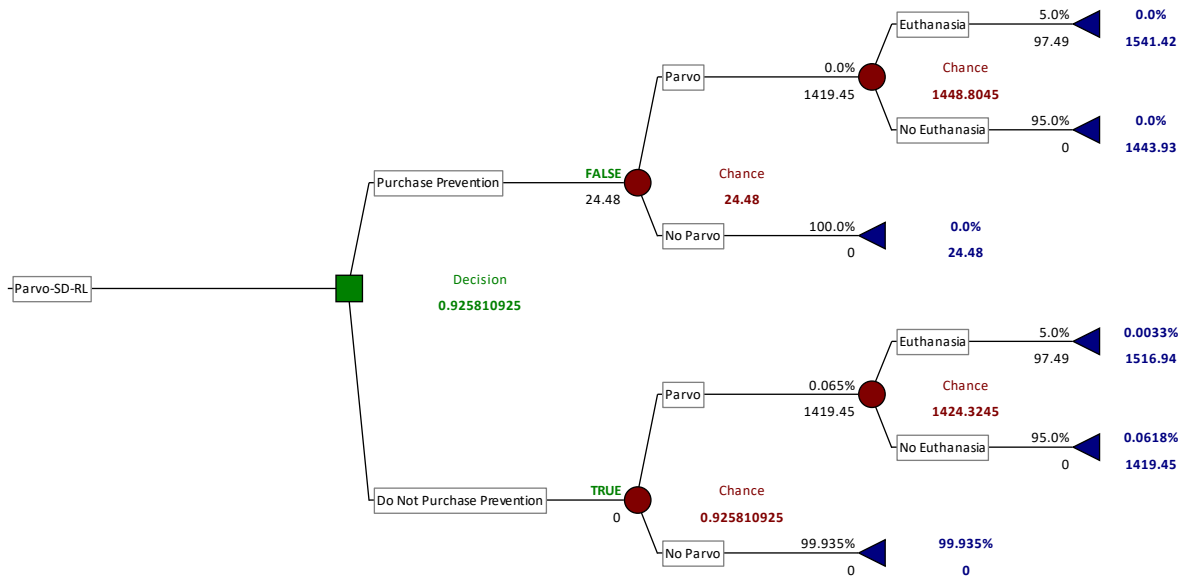 5.0%
0.0%
Euthanasia
97.49
1541.42
0.0%
Chance
Parvo
1419.45
1448.8045
95.0%
0.0%
No Euthanasia
0
1443.93
FALSE
Chance
Purchase Prevention
24.48
24.48
100.0%
0.0%
No Parvo
0
24.48
Decision
Parvo-SD-RL
0.925810925
5.0%
0.0033%
Euthanasia
97.49
1516.94
0.065%
Chance
Parvo
1419.45
1424.3245
95.0%
0.0618%
No Euthanasia
0
1419.45
TRUE
Chance
Do Not Purchase Prevention
0
0.925810925
99.935%
99.935%
No Parvo
0
0